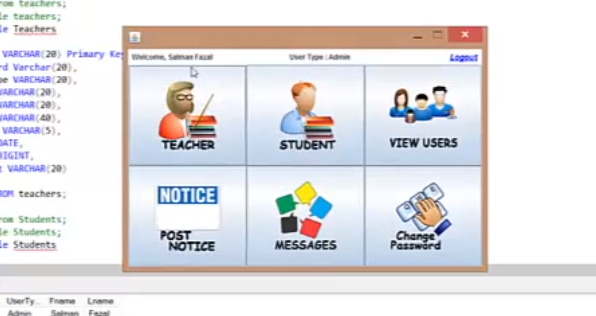 om teachers;
le teachers;
le Teachers
VARCHAR(20) Primary Key
rd Varchar(20),
pe VARCHAR(20),
VARCHAR(20),
VARCHAR(20),
VARCHAR(40),
VARCHAR(5),
DATE,
BIGINT,
t VARCHAR(20)
ROM teachers;
rom Students;
le Students;
le Students
Welcome, Salman Fazal
User Type : Admin
Logout
TEACHER
STUDENT
VIEW USERS
NOTICE
POST
NOTICE
MESSAGES
Change
Password
UserTy... Fname Lname
Admin Salman Fazal